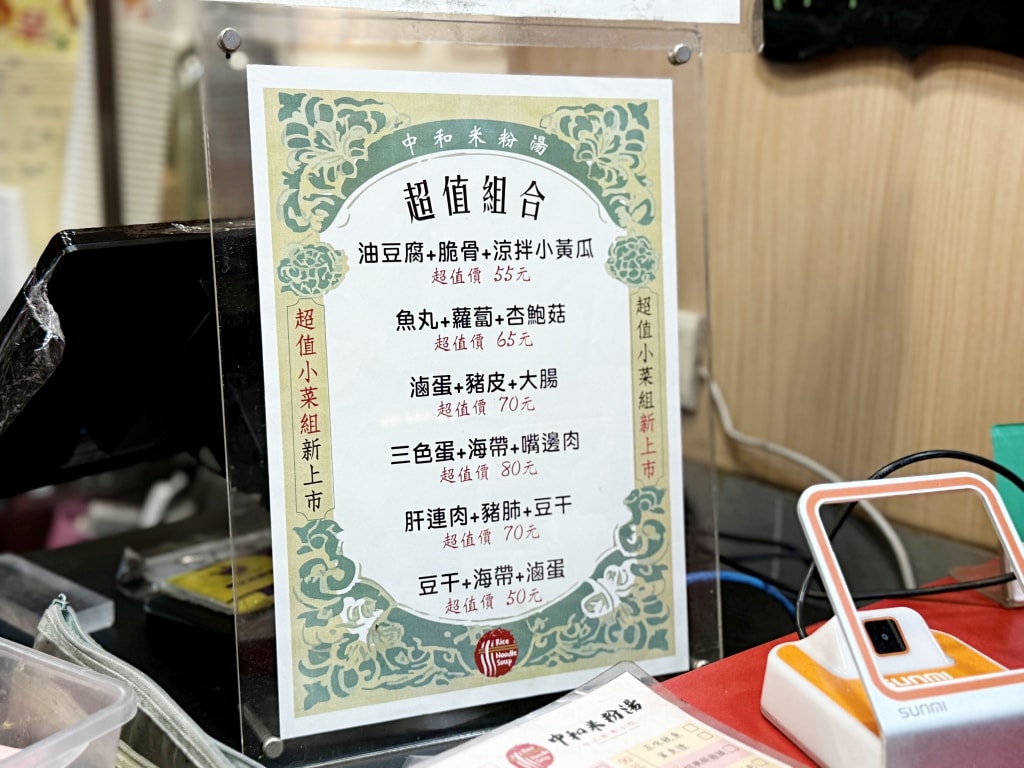 中和米粉湯
超值組合
油豆腐+脆骨+涼拌小黃瓜
超值價 55元
魚丸+蘿蔔+杏鮑菇
超值價 65元
滷蛋+豬皮+大腸
超值價 70元
三色蛋+海帶+嘴邊肉
超值價 80元
肝連肉+豬肺+豆干
超值價 70元
豆干+海帶+滷蛋
超值價 50元
超值小菜組新上市
超值小菜組新上市
Rice
Noodle
Soup
中和米粉湯
SUNMI
SUNMI